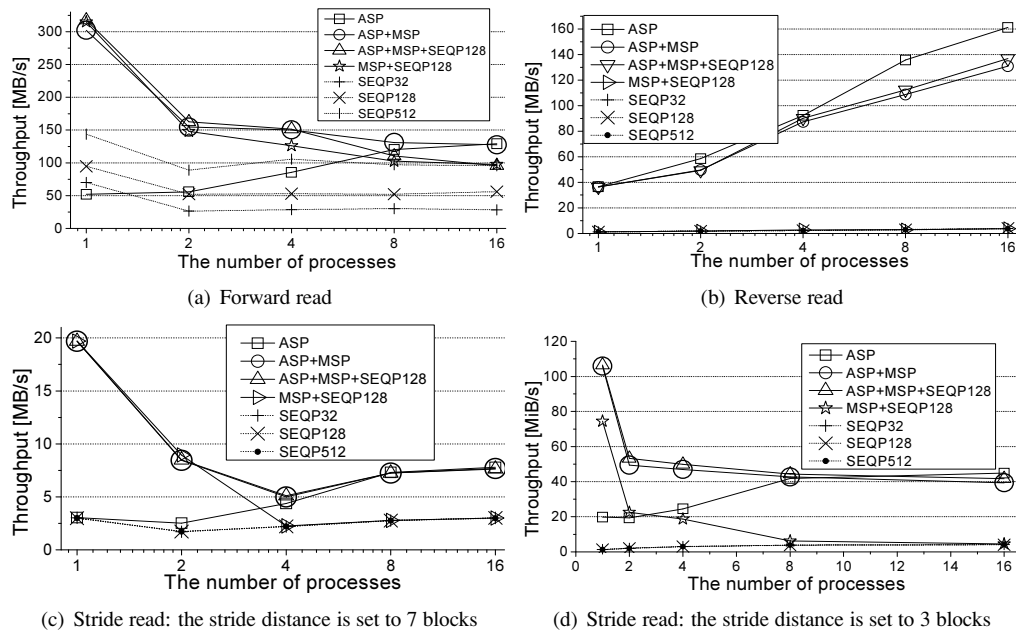 Throughput [MB/s]
300
250
200
150
100
50
0
1
2
4
8
16
The number of processes
ASP
ASP+MSP
ASP+MSP+SEQP128
MSP+SEQP128
SEQP32
SEQP128
SEQP512
(a) Forward read
Throughput [MB/s]
160
140
120
100
80
60
40
20
0
1
2
4
8
16
The number of processes
ASP
ASP+MSP
ASP+MSP+SEQP128
MSP+SEQP128
SEQP32
SEQP128
SEQP512
(b) Reverse read
Throughput [MB/s]
20
15
10
5
0
1
2
4
8
16
The number of processes
ASP
ASP+MSP
ASP+MSP+SEQP128
MSP+SEQP128
SEQP32
SEQP128
SEQP512
(c) Stride read: the stride distance is set to 7 blocks
Throughput [MiB/s]
120
100
80
60
40
20
0
0
2
4
6
8
10
12
14
16
The number of processes
ASP
ASP+MSP
ASP+MSP+SEQP128
MSP+SEQP128
SEQP32
SEQP128
SEQP512
(d) Stride read: the stride distance is set to 3 blocks